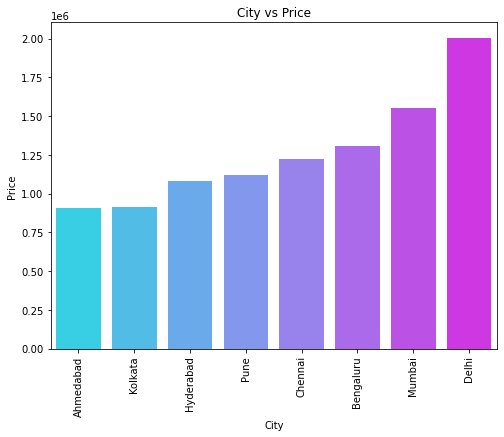 City vs Price
1e6
2.00
1.75
1.50
1.25
1.00
0.75
0.50
0.25
0.00
Price
Ahmedabad
Kolkata
Hyderabad
Pune
Chennai
Bengaluru
Mumbai
Delhi
City